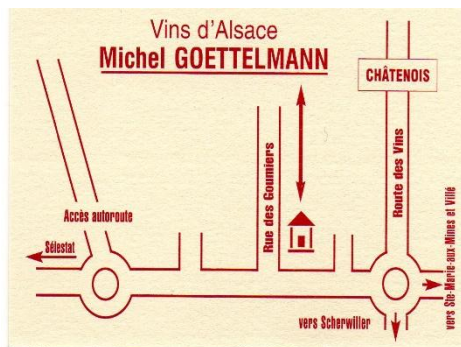 Vins d'Alsace
Michel GOETTELMANN
CHÂTENOIS
Accès autoroute
Sélestat
Rue des Goumiers
Route des Vins
vers Ste-Marie-aux-Mines et Villé
vers Scherwiller